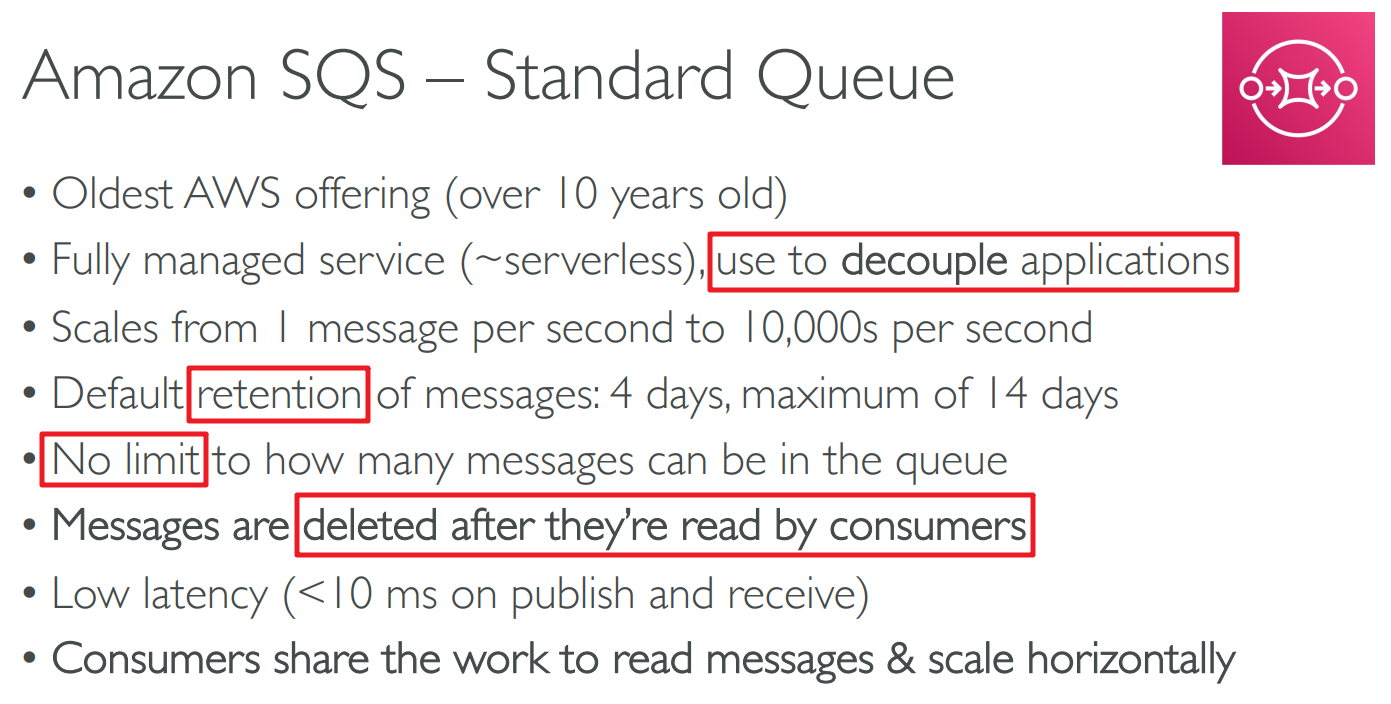 Amazon SQS – Standard Queue
• Oldest AWS offering (over 10 years old)
• Fully managed service (~serverless), use to decouple applications
• Scales from 1 message per second to 10,000s per second
• Default retention of messages: 4 days, maximum of 14 days
• No limit to how many messages can be in the queue
• Messages are deleted after they’re read by consumers
• Low latency (<10 ms on publish and receive)
• Consumers share the work to read messages & scale horizontally